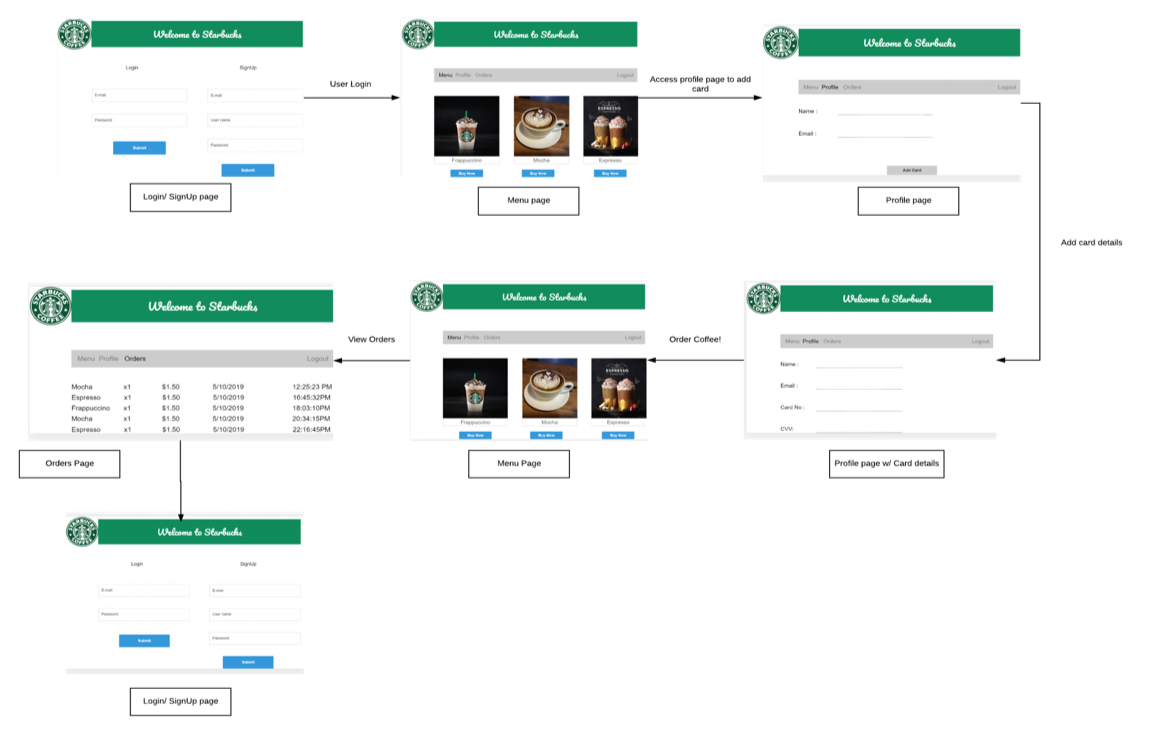 STARBUCKS COFFEE
Welcome to Starbucks
Login
SignUp
E-mail
E-mail
Password
User name
Submit
Password
Submit
Login/ SignUp page
User Login
STARBUCKS COFFEE
Welcome to Starbucks
Menu Profile Orders Logout
ESPRESSO
Frappuccino
Mocha
Espresso
Buy Now
Buy Now
Buy Now
Menu page
Access profile page to add
card
STARBUCKS COFFEE
Welcome to Starbucks
Menu Profile Orders Logout
Name :
Email :
Add Card
Profile page
Add card details
STARBUCKS COFFEE
Welcome to Starbucks
Menu Profile Orders Logout
Name :
Email :
Card No :
CVV
Profile page w/ Card details
Order Coffee!
STARBUCKS COFFEE
Welcome to Starbucks
Menu Profile Orders Logout
ESPRESSO
Frappuccino
Mocha
Espresso
Buy Now
Buy Now
Buy Now
Menu Page
View Orders
STARBUCKS COFFEE
Welcome to Starbucks
Menu Profile Orders Logout
Mocha x1 $1.50 5/10/2019 12:25:23 PM
Espresso x1 $1.50 5/10/2019 16:45:32PM
Frappuccino x1 $1.50 5/10/2019 18:03:10PM
Mocha x1 $1.50 5/10/2019 20:34:15PM
Espresso x1 $1.50 5/10/2019 22:16:45PM
Orders Page
STARBUCKS COFFEE
Welcome to Starbucks
Login
SignUp
E-mail
E-mail
Password
User name
Submit
Password
Submit
Login/ SignUp page